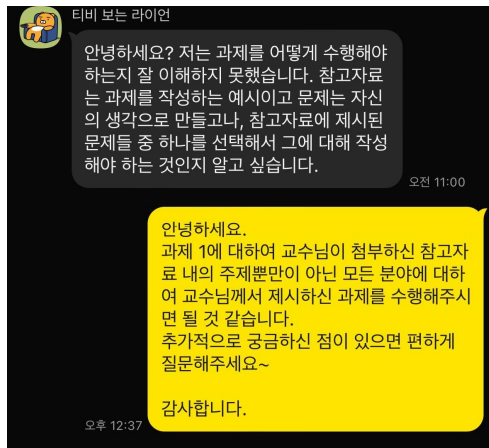 티비 보는 라이언
안녕하세요? 저는 과제를 어떻게 수행해야
하는지 잘 이해하지 못했습니다. 참고자료
는 과제를 작성하는 예시이고 문제는 자신
의 생각으로 만들고나, 참고자료에 제시된
문제들 중 하나를 선택해서 그에 대해 작성
해야 하는 것인지 알고 싶습니다.
오전 11:00
안녕하세요.
과제 1에 대하여 교수님이 첨부하신 참고자
료 내의 주제뿐만이 아닌 모든 분야에 대하
여 교수님께서 제시하신 과제를 수행해주시
면 될 것 같습니다.
추가적으로 궁금하신 점이 있으면 편하게
질문해주세요~
감사합니다.
오후 12:37